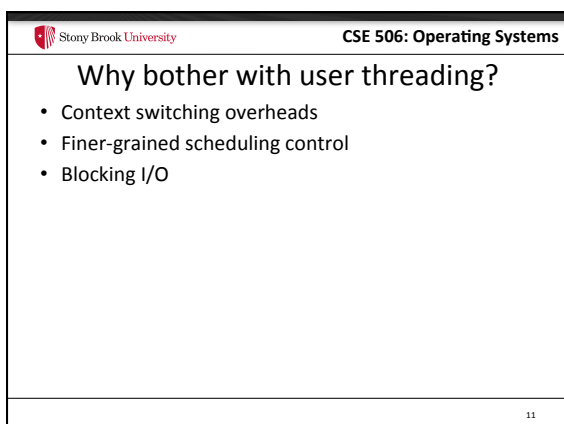 Stony Brook University
CSE 506: Operating Systems
Why bother with user threading?
• Context switching overheads
• Finer-grained scheduling control
• Blocking I/O
11